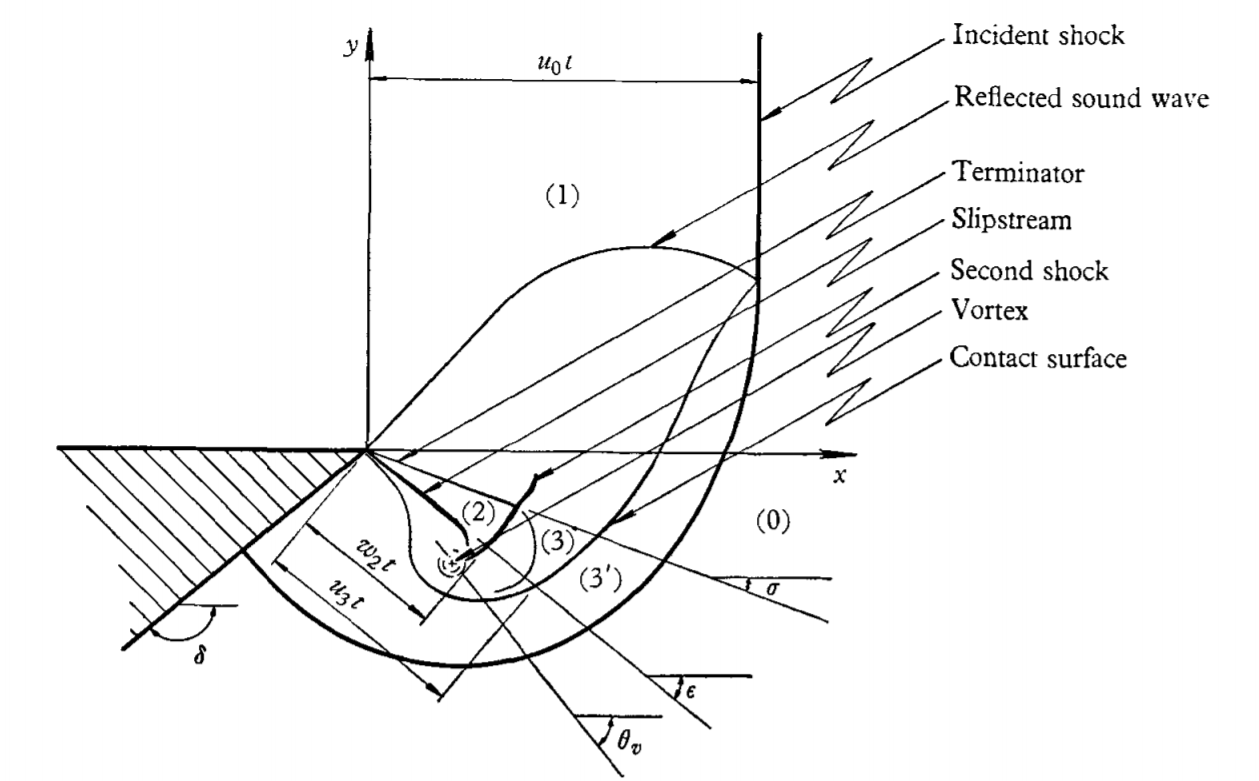 Incident shock
y
u₀t
Reflected sound wave
Terminator
(1)
Slipstream
Second shock
Vortex
Contact surface
x
(2)
(0)
(3)
w₂t
(3′)
u₃t
σ
δ
ϵ
θᵥ